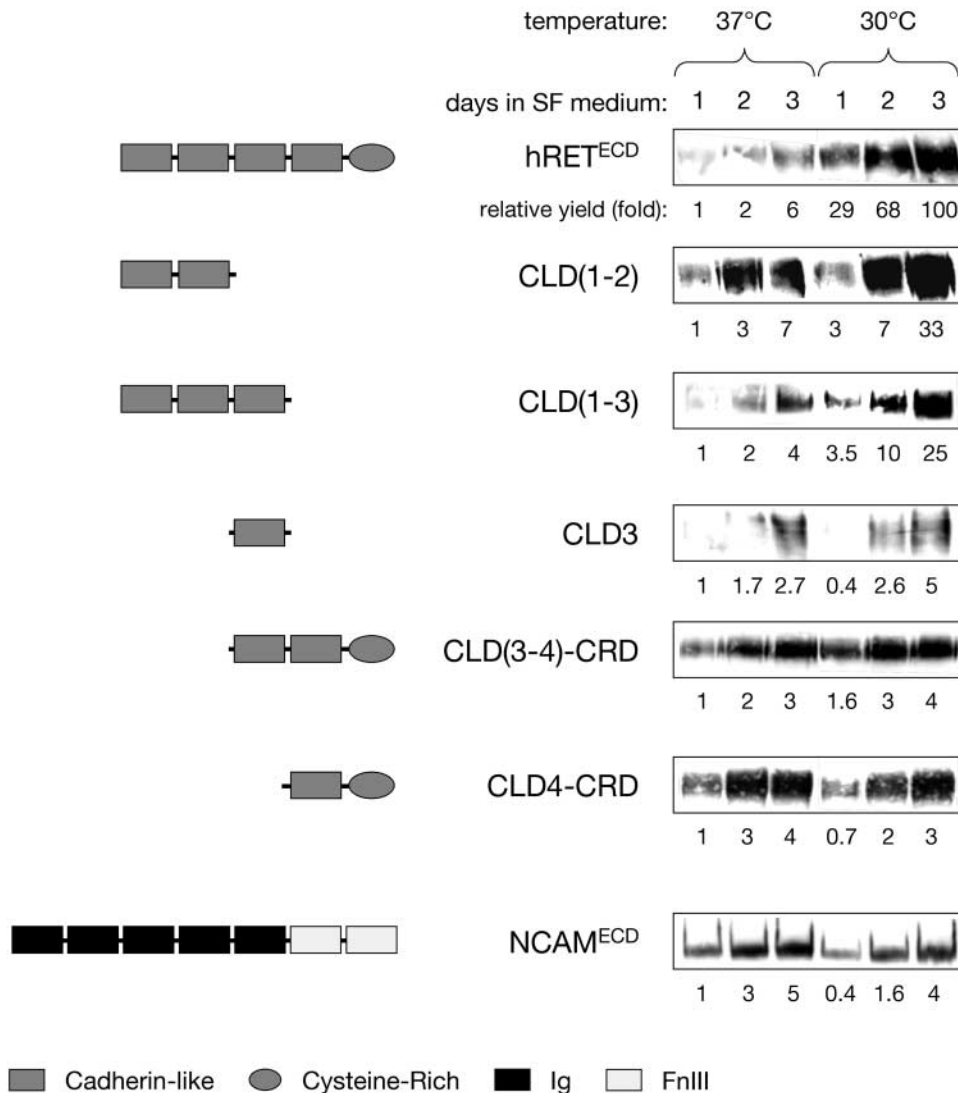 temperature: 37°C 30°C
days in SF medium: 1 2 3 1 2 3
hRET^ECD
relative yield (fold): 1 2 6 29 68 100
CLD(1-2)
1 3 7 3 7 33
CLD(1-3)
1 2 4 3.5 10 25
CLD3
1 1.7 2.7 0.4 2.6 5
CLD(3-4)-CRD
1 2 3 1.6 3 4
CLD4-CRD
1 3 4 0.7 2 3
NCAM^ECD
1 3 5 0.4 1.6 4
Cadherin-like Cysteine-Rich Ig FnIII